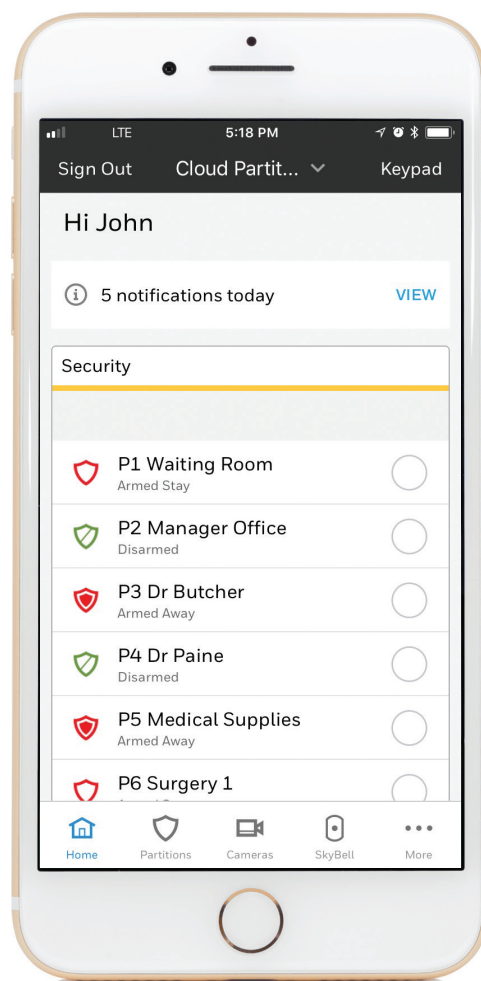 LTE 5:18 PM
Sign Out Cloud Partit... Keypad
Hi John
5 notifications today VIEW
Security
P1 Waiting Room
Armed Stay
P2 Manager Office
Disarmed
P3 Dr Butcher
Armed Away
P4 Dr Paine
Disarmed
P5 Medical Supplies
Armed Away
P6 Surgery 1
Home Partitions Cameras SkyBell More